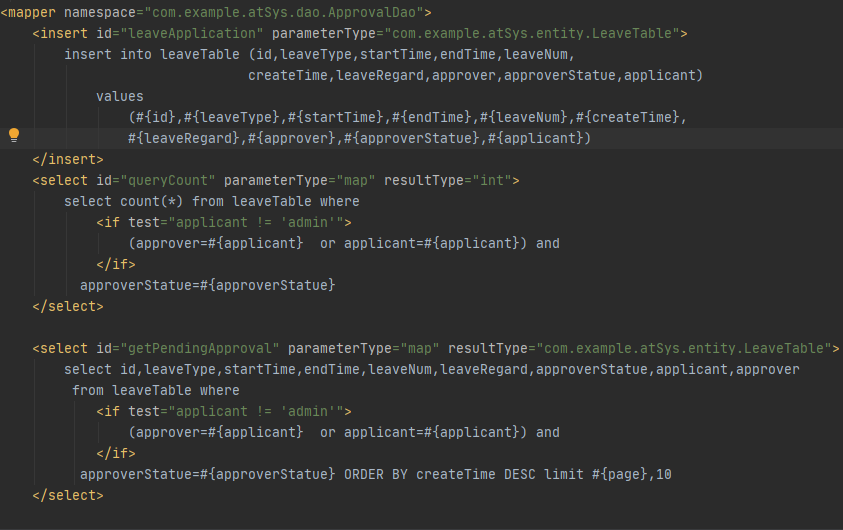 <mapper namespace="com.example.atSys.dao.ApprovalDao">
    <insert id="leaveApplication" parameterType="com.example.atSys.entity.LeaveTable">
        insert into leaveTable (id,leaveType,startTime,endTime,leaveNum,
                               createTime,leaveRegard,approver,approverStatue,applicant)
            values
                (#{id},#{leaveType},#{startTime},#{endTime},#{leaveNum},#{createTime},
                #{leaveRegard},#{approver},#{approverStatue},#{applicant})
    </insert>
    <select id="queryCount" parameterType="map" resultType="int">
        select count(*) from leaveTable where
            <if test="applicant != 'admin'">
                (approver=#{applicant}  or applicant=#{applicant}) and
            </if>
          approverStatue=#{approverStatue}
    </select>

    <select id="getPendingApproval" parameterType="map" resultType="com.example.atSys.entity.LeaveTable">
        select id,leaveType,startTime,endTime,leaveNum,leaveRegard,approverStatue,applicant,approver
         from leaveTable where
            <if test="applicant != 'admin'">
                (approver=#{applicant}  or applicant=#{applicant}) and
            </if>
          approverStatue=#{approverStatue} ORDER BY createTime DESC limit #{page},10
    </select>